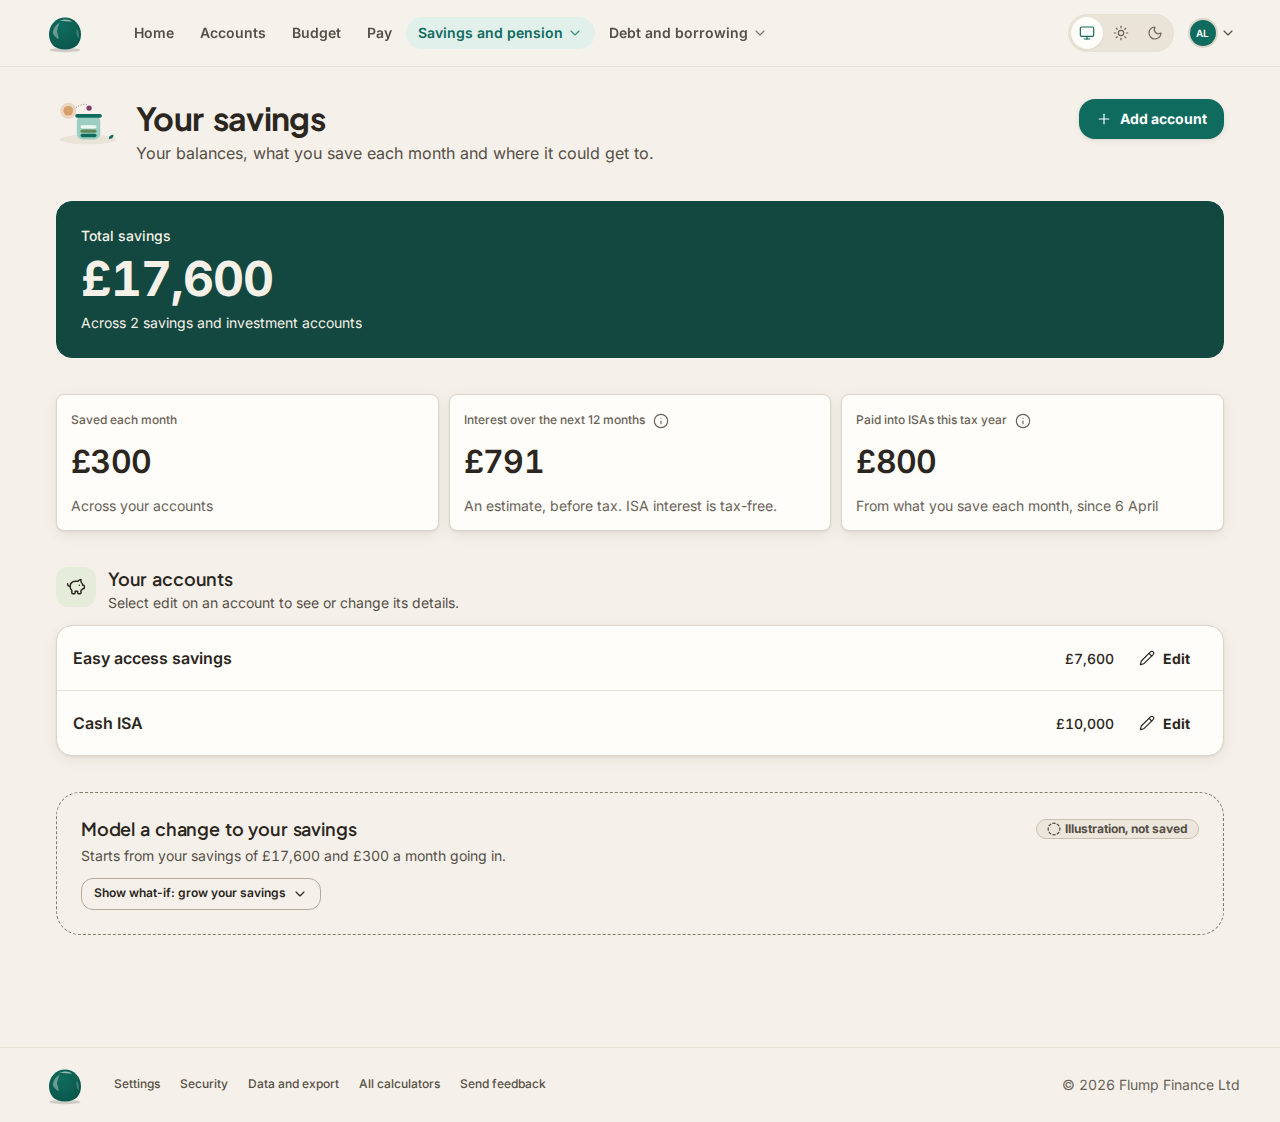 Home
Accounts
Budget
Pay
Savings and pension
Debt and borrowing
AL
Your savings
Your balances, what you save each month and where it could get to.
Add account
Total savings
£17,600
Across 2 savings and investment accounts
Saved each month
£300
Across your accounts
Interest over the next 12 months
£791
An estimate, before tax. ISA interest is tax-free.
Paid into ISAs this tax year
£800
From what you save each month, since 6 April
Your accounts
Select edit on an account to see or change its details.
Easy access savings
£7,600
Edit
Cash ISA
£10,000
Edit
Model a change to your savings
Illustration, not saved
Starts from your savings of £17,600 and £300 a month going in.
Show what-if: grow your savings
Settings
Security
Data and export
All calculators
Send feedback
© 2026 Flump Finance Ltd